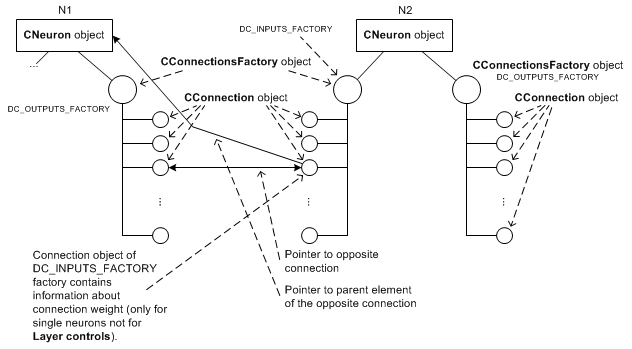 N1
N2
CNeuron object
DC_INPUTS_FACTORY
CNeuron object
...
CConnectionsFactory object
CConnectionsFactory object
DC_OUTPUTS_FACTORY
DC_OUTPUTS_FACTORY
CConnection object
CConnection object
...
...
...
Connection object of
DC_INPUTS_FACTORY
factory contains
information about
connection weight (only for
single neurons not for
Layer controls).
Pointer to opposite
connection
Pointer to parent element
of the opposite connection